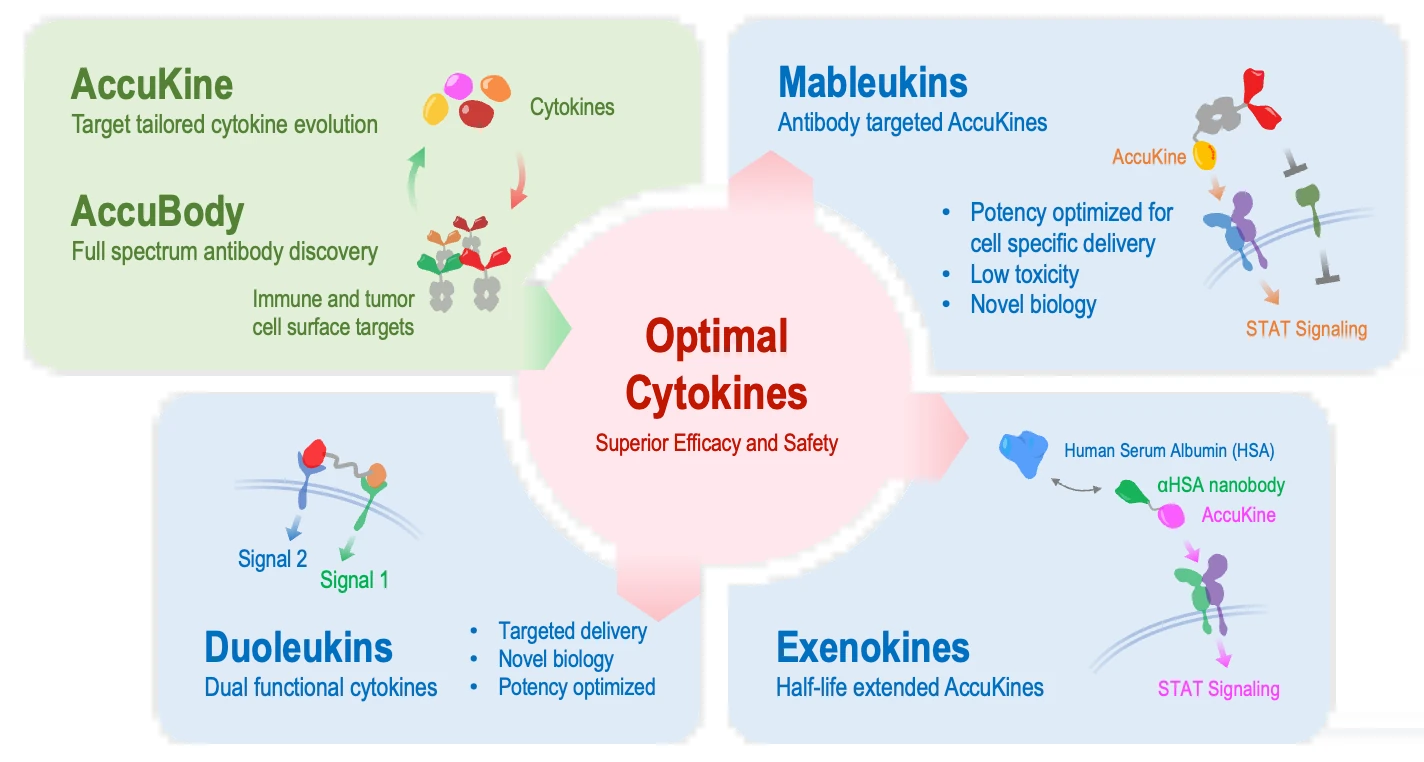 AccuKine
Target tailored cytokine evolution
Cytokines
AccuBody
Full spectrum antibody discovery
Immune and tumor
cell surface targets
Mableukins
Antibody targeted AccuKines
AccuKine
• Potency optimized for
cell specific delivery
• Low toxicity
• Novel biology
STAT Signaling
Optimal
Cytokines
Superior Efficacy and Safety
Signal 2
Signal 1
Duoleukins
Dual functional cytokines
• Targeted delivery
• Novel biology
• Potency optimized
Human Serum Albumin (HSA)
αHSA nanobody
AccuKine
Exenokines
Half-life extended AccuKines
STAT Signaling